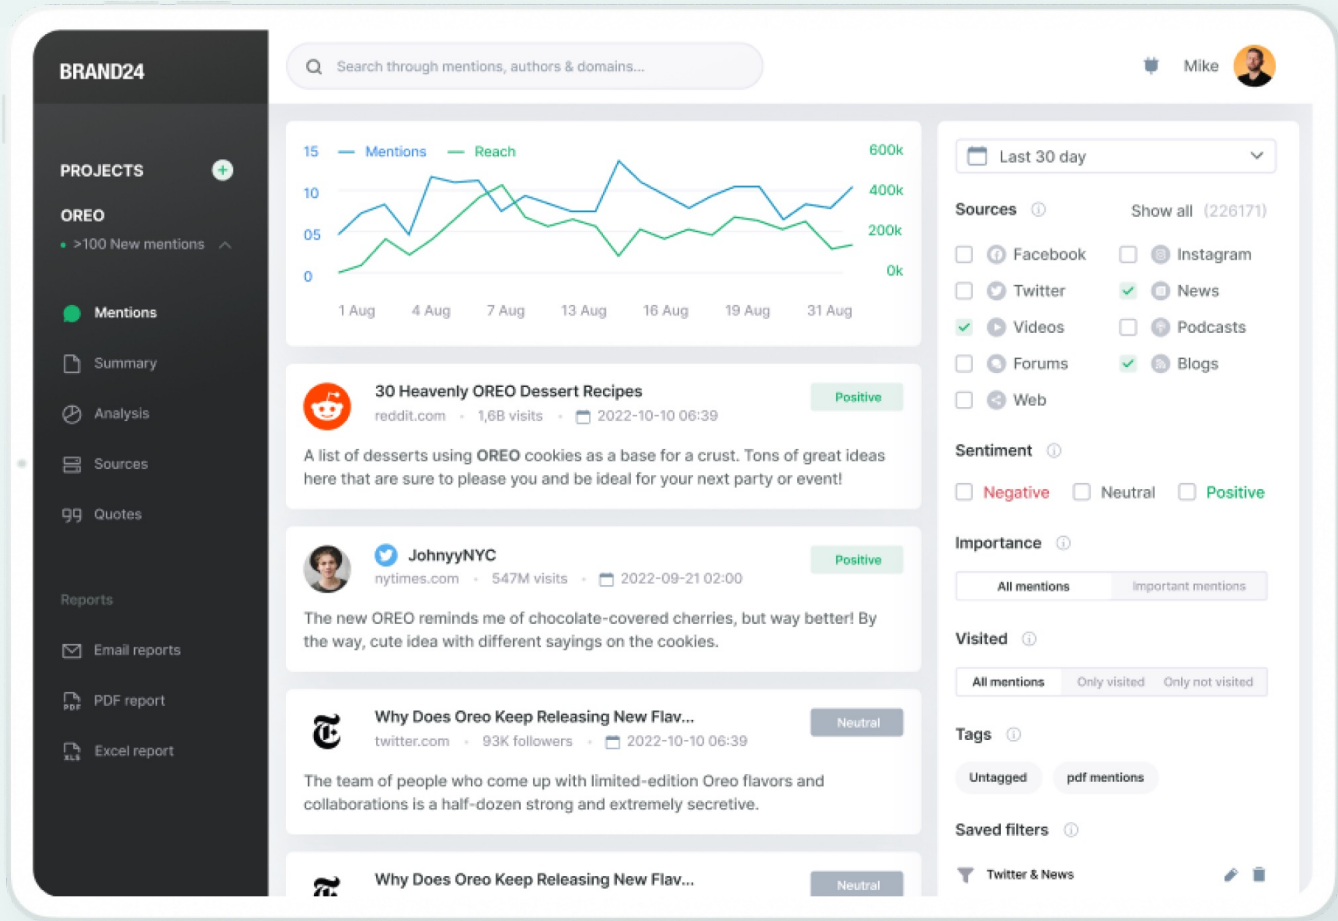 BRAND24
Search through mentions, authors & domains...
Mike
PROJECTS
OREO
>100 New mentions
Mentions
Summary
Analysis
Sources
Quotes
Reports
Email reports
PDF report
Excel report
15 Mentions Reach 600k
10 400k
05 200k
0 0k
1 Aug 4 Aug 7 Aug 13 Aug 16 Aug 19 Aug 31 Aug
30 Heavenly OREO Dessert Recipes
Positive
reddit.com 1,6B visits 2022-10-10 06:39
A list of desserts using OREO cookies as a base for a crust. Tons of great ideas
here that are sure to please you and be ideal for your next party or event!
JohnyyNYC
Positive
nytimes.com 547M visits 2022-09-21 02:00
The new OREO reminds me of chocolate-covered cherries, but way better! By
the way, cute idea with different sayings on the cookies.
Why Does Oreo Keep Releasing New Flav...
Neutral
twitter.com 93K followers 2022-10-10 06:39
The team of people who come up with limited-edition Oreo flavors and
collaborations is a half-dozen strong and extremely secretive.
Why Does Oreo Keep Releasing New Flav...
Neutral
Last 30 day
Sources Show all (226171)
Facebook Instagram
Twitter News
Videos Podcasts
Forums Blogs
Web
Sentiment
Negative Neutral Positive
Importance
All mentions Important mentions
Visited
All mentions Only visited Only not visited
Tags
Untagged pdf mentions
Saved filters
Twitter & News